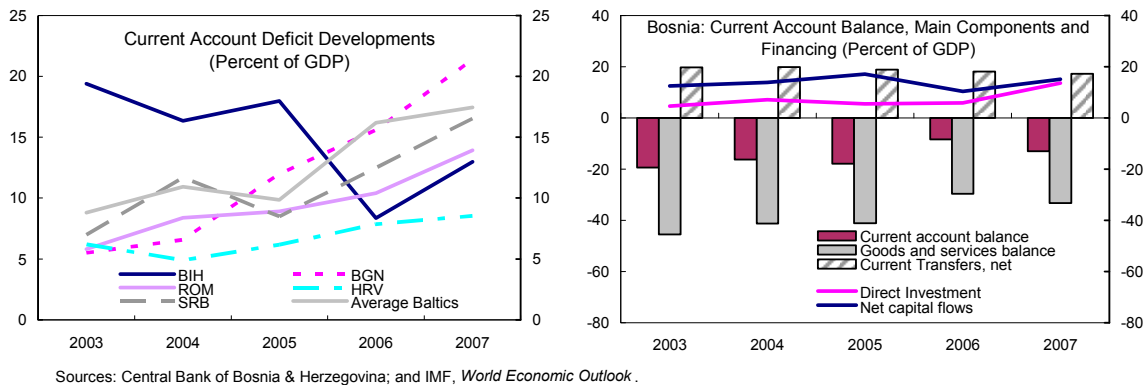 Current Account Deficit Developments
(Percent of GDP)
25
20
15
10
5
0
25
20
15
10
5
0
BIH
BGN
ROM
HRV
SRB
Average Baltics
2003 2004 2005 2006 2007
Bosnia: Current Account Balance, Main Components and
Financing (Percent of GDP)
40
20
0
-20
-40
-60
-80
40
20
0
-20
-40
-60
-80
Current account balance
Goods and services balance
Current Transfers, net
Direct Investment
Net capital flows
2003 2004 2005 2006 2007
Sources: Central Bank of Bosnia & Herzegovina; and IMF, World Economic Outlook.